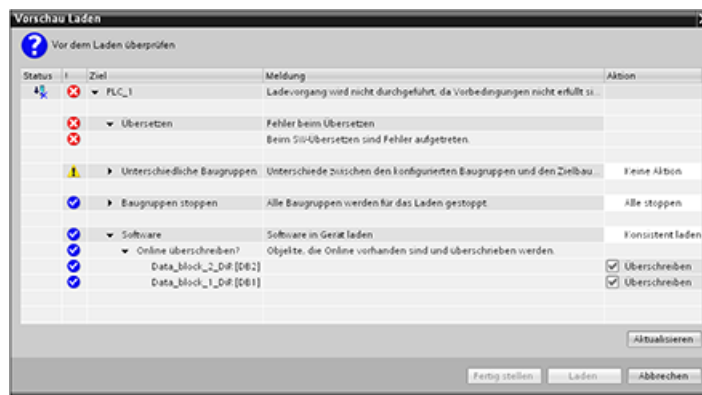 Vorschau Laden
Vor dem Laden überprüfen
Status ! Ziel Meldung Aktion
PLC_1 Ladevorgang wird nicht durchgeführt, da Vorbedingungen nicht erfüllt si...
Übersetzen Fehler beim Übersetzen
Beim SW-Übersetzen sind Fehler aufgetreten.
Unterschiedliche Baugruppen Unterschiede zwischen den konfigurierten Baugruppen und den Zielbau... Keine Aktion
Baugruppen stoppen Alle Baugruppen werden für das Laden gestoppt. Alle stoppen
Software Software in Gerät laden Konsistent laden
Online überschreiben? Objekte, die Online vorhanden sind und überschrieben werden.
Data_block_2_DiR [DB2] Überschreiben
Data_block_1_DiR [DB1] Überschreiben
Aktualisieren
Fertig stellen Laden Abbrechen